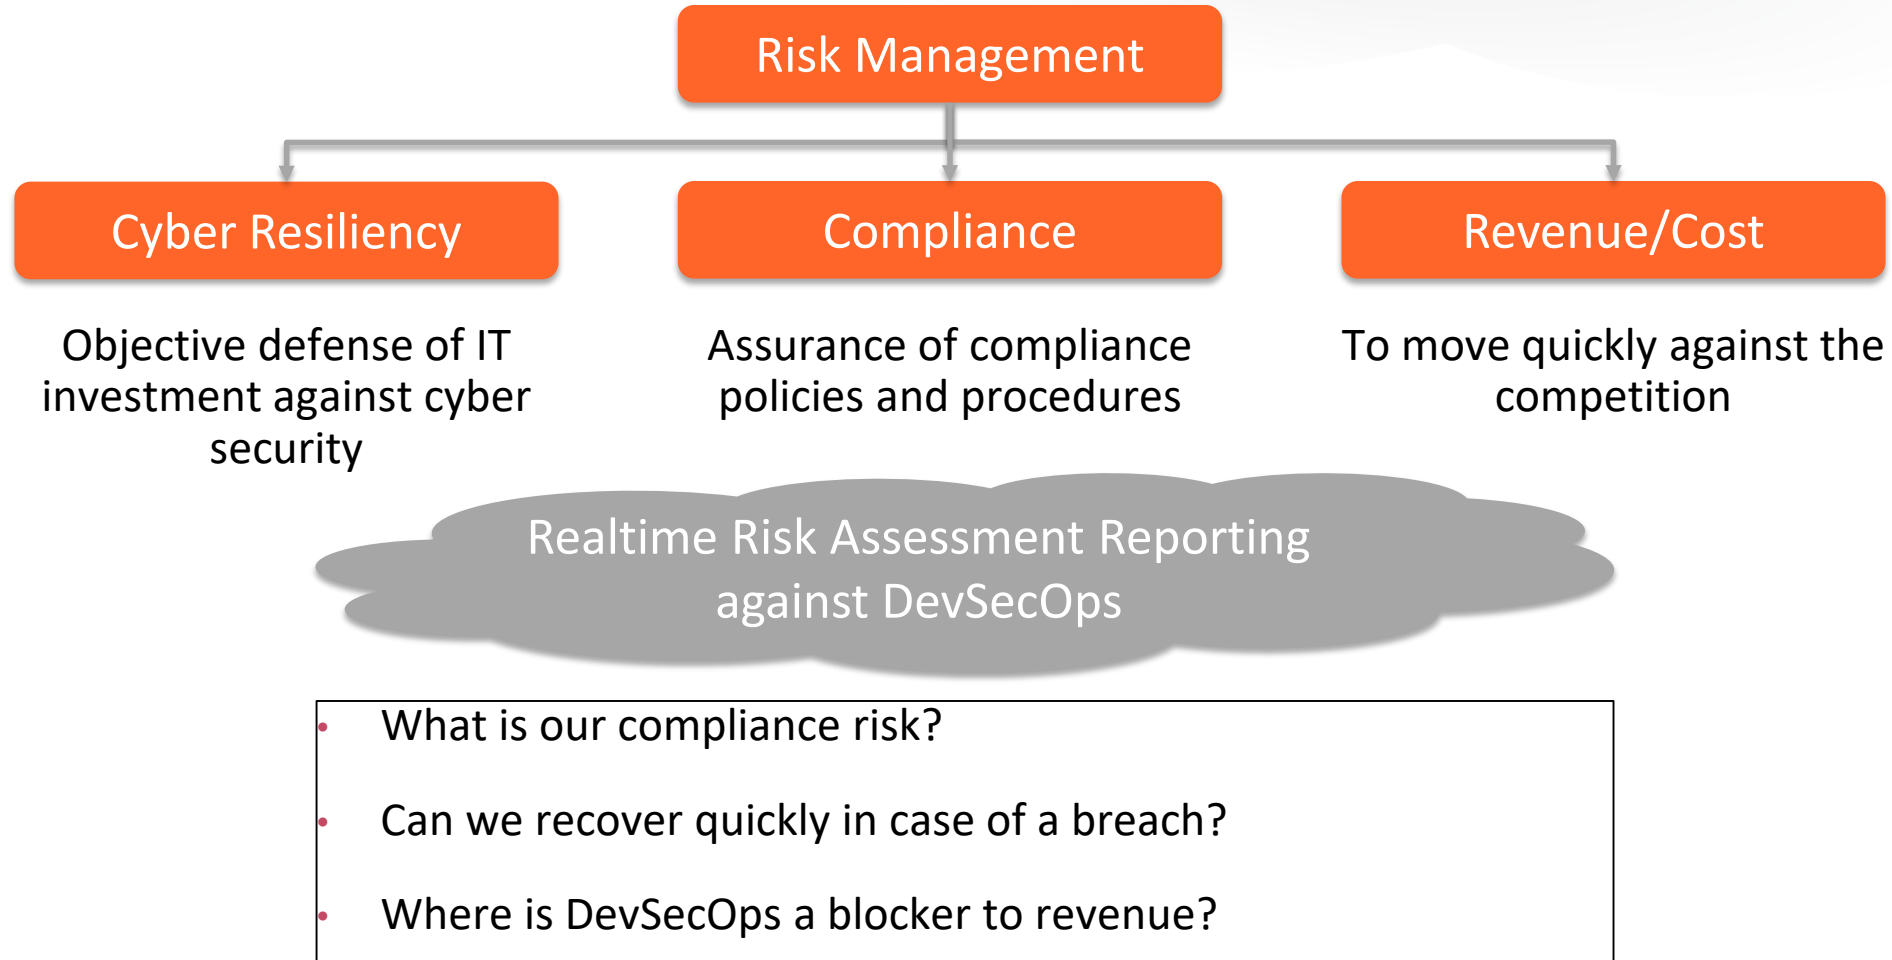 Risk Management
Cyber Resiliency
Compliance
Revenue/Cost
Objective defense of IT
investment against cyber
security
Assurance of compliance
policies and procedures
To move quickly against the
competition
Realtime Risk Assessment Reporting
against DevSecOps
• What is our compliance risk?
• Can we recover quickly in case of a breach?
• Where is DevSecOps a blocker to revenue?